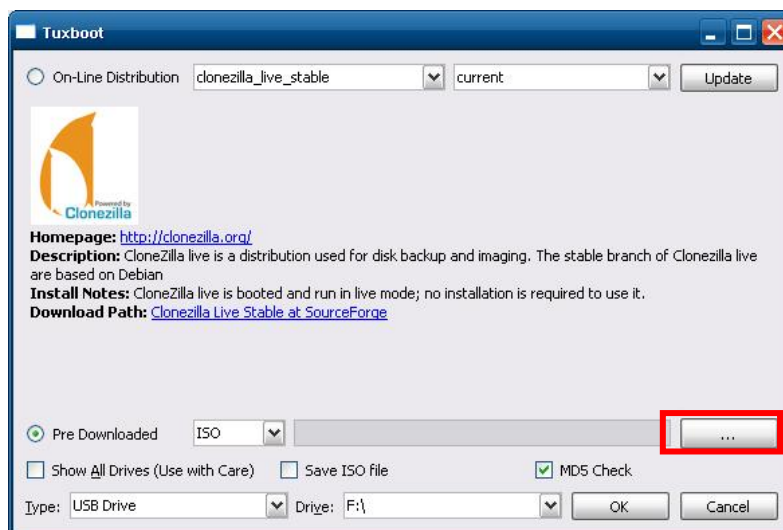 Tuxboot
On-Line Distribution clonezilla_live_stable current Update
Powered by
Clonezilla
Homepage: http://clonezilla.org/
Description: CloneZilla live is a distribution used for disk backup and imaging. The stable branch of Clonezilla live
are based on Debian
Install Notes: CloneZilla live is booted and run in live mode; no installation is required to use it.
Download Path: Clonezilla Live Stable at SourceForge
Pre Downloaded ISO ...
Show All Drives (Use with Care) Save ISO file MD5 Check
Type: USB Drive Drive: F:\ OK Cancel